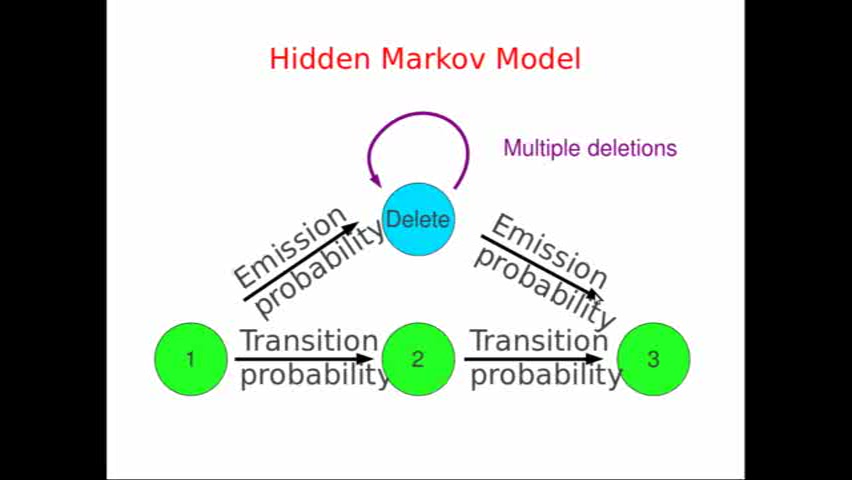 Hidden Markov Model
Multiple deletions
Delete
Emission
probability
Emission
probability
1
Transition
probability
2
Transition
probability
3